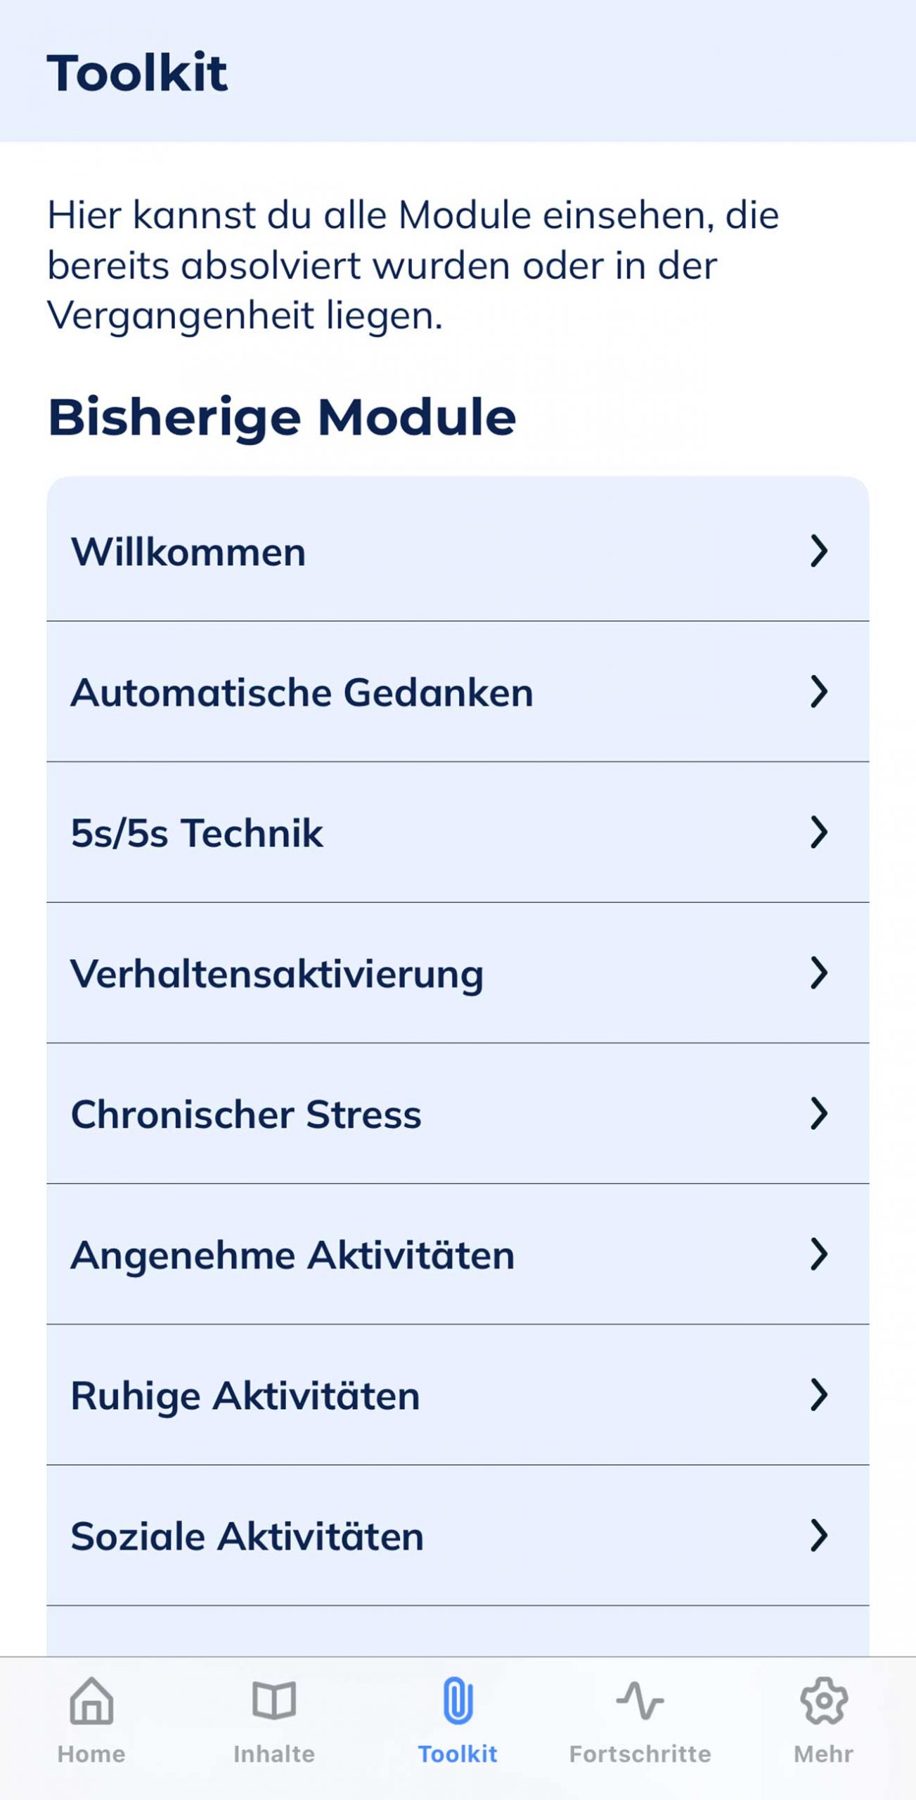 Toolkit
Hier kannst du alle Module einsehen, die
bereits absolviert wurden oder in der
Vergangenheit liegen.
Bisherige Module
Willkommen
Automatische Gedanken
5s/5s Technik
Verhaltensaktivierung
Chronischer Stress
Angenehme Aktivitäten
Ruhige Aktivitäten
Soziale Aktivitäten
Home
Inhalte
Toolkit
Fortschritte
Mehr